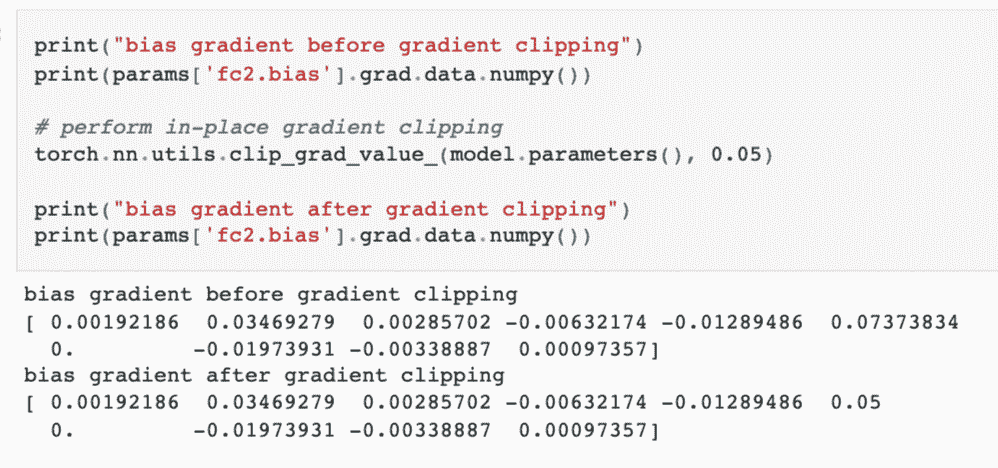 print("bias gradient before gradient clipping")
print(params['fc2.bias'].grad.data.numpy())
# perform in-place gradient clipping
torch.nn.utils.clip_grad_value_(model.parameters(), 0.05)
print("bias gradient after gradient clipping")
print(params['fc2.bias'].grad.data.numpy())
bias gradient before gradient clipping
[ 0.00192186  0.03469279  0.00285702 -0.00632174 -0.01289486  0.07373834
  0.         -0.01973931 -0.00338887  0.00097357]
bias gradient after gradient clipping
[ 0.00192186  0.03469279  0.00285702 -0.00632174 -0.01289486  0.05
  0.         -0.01973931 -0.00338887  0.00097357]